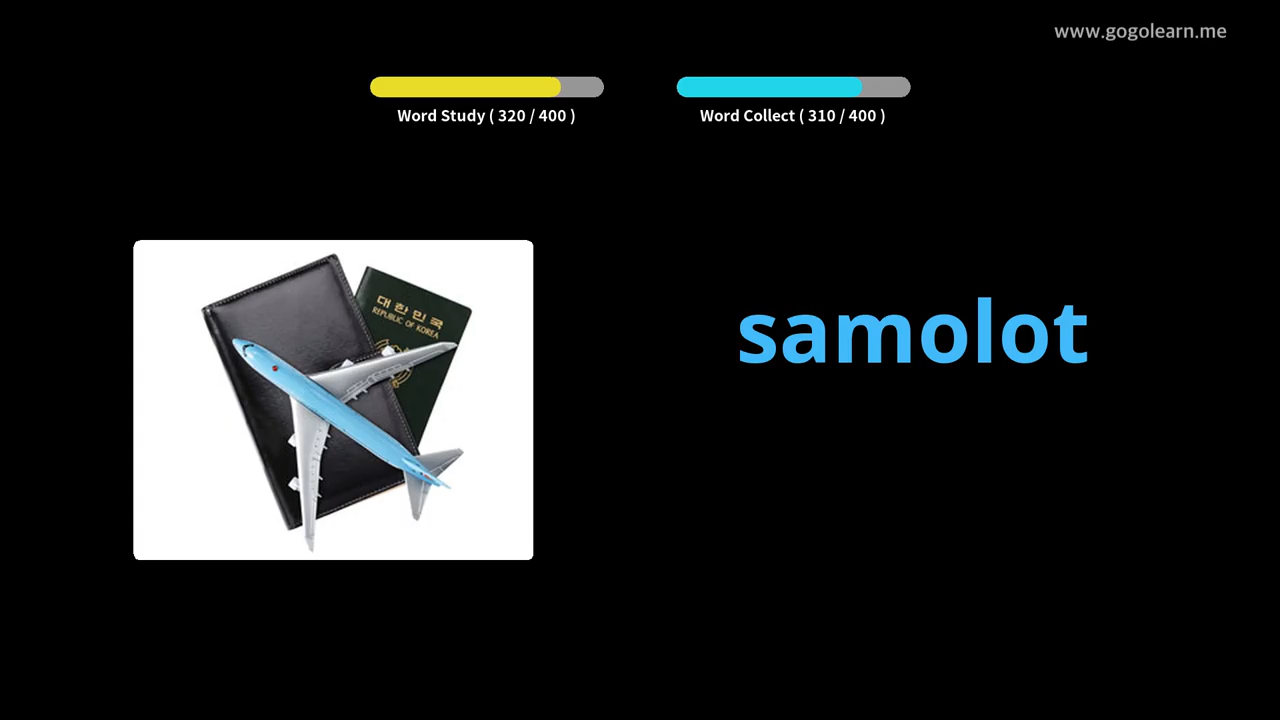 www.gogolearn.me
Word Study ( 320 / 400 )
Word Collect ( 310 / 400 )
대한민국
REPUBLIC OF KOREA
samolot